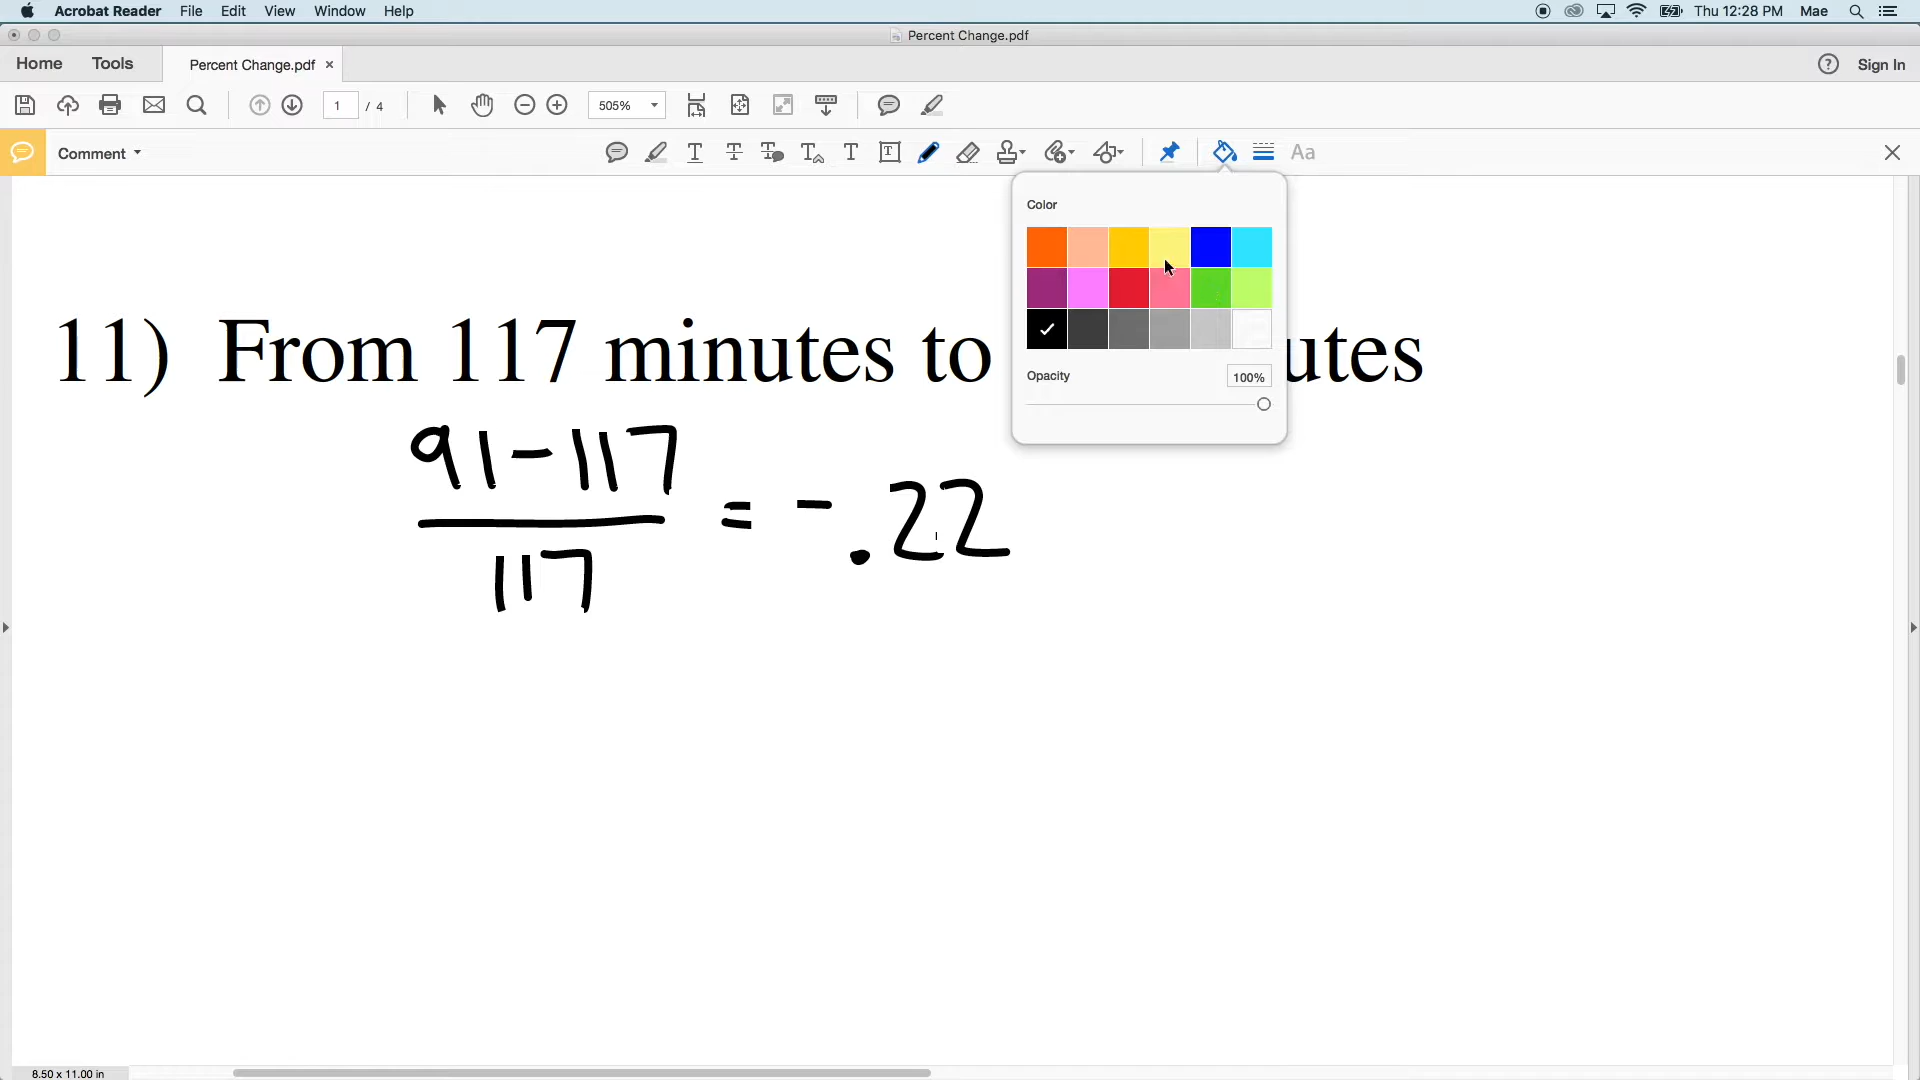 Acrobat Reader File Edit View Window Help Thu 12:28 PM Mae
Percent Change.pdf
Home Tools Percent Change.pdf × Sign In
1 / 4 505%
Comment Aa
Color
11) From 117 minutes to utes
Opacity 100%
91-117
= -.22
117
8.50 x 11.00 in